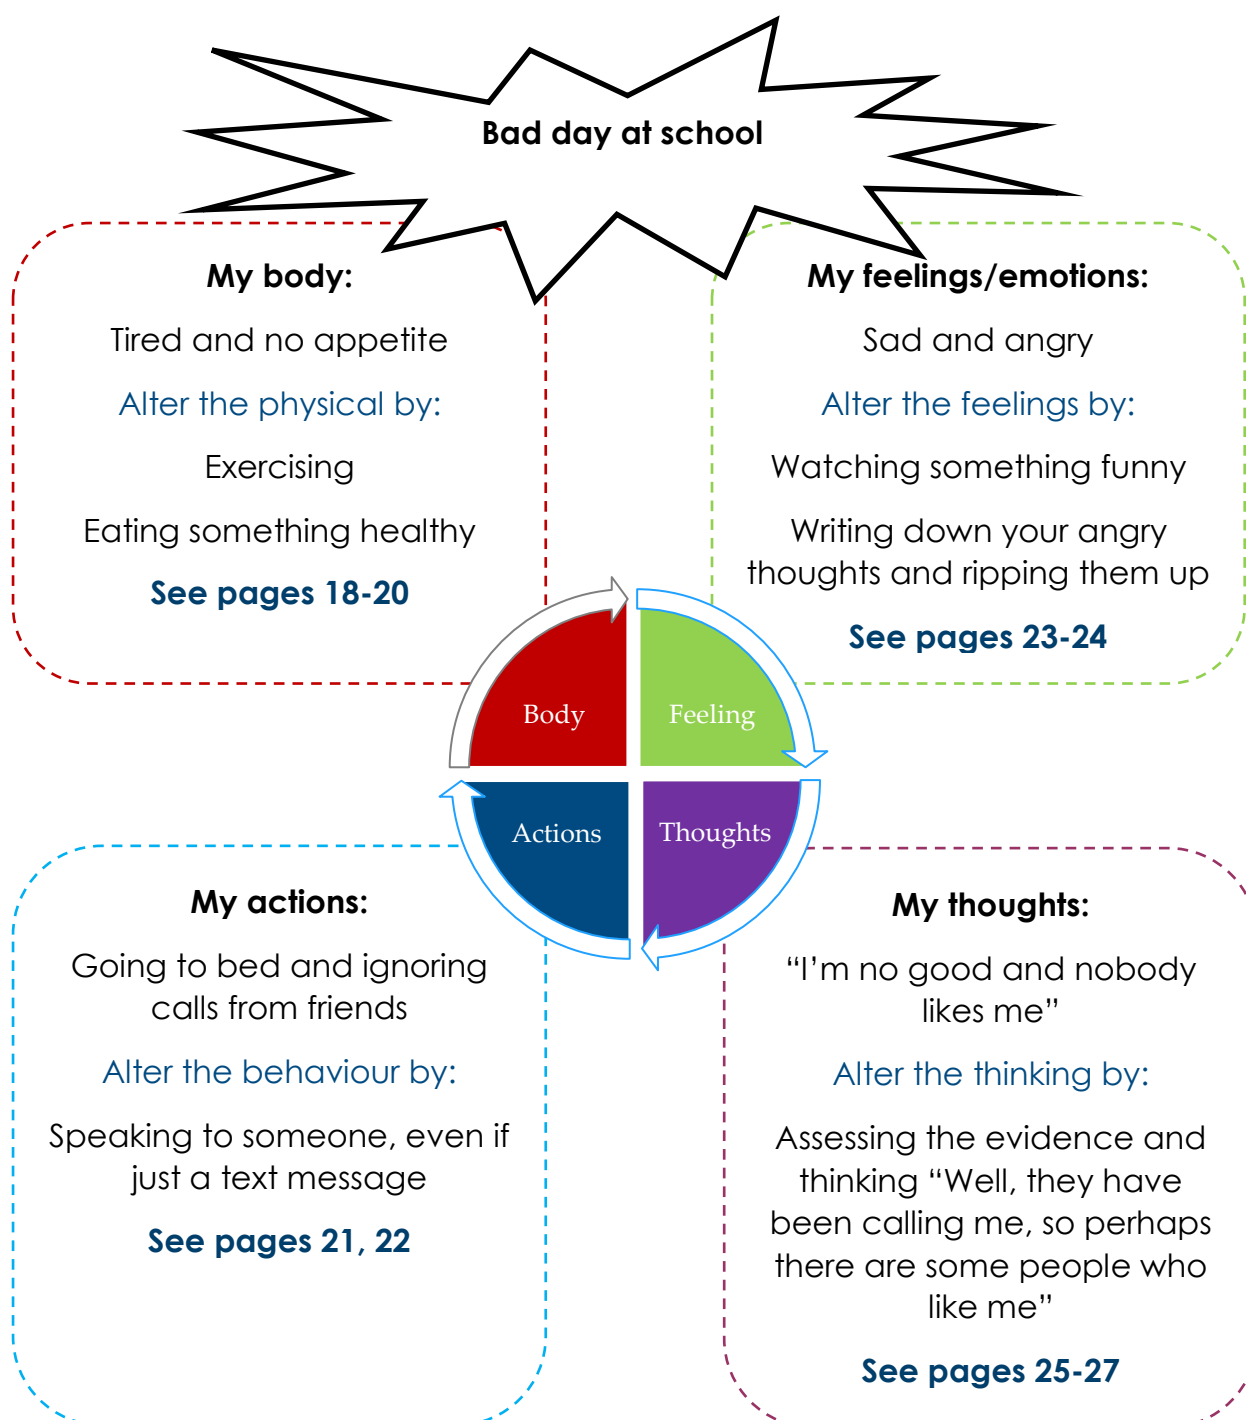 Bad day at school
My body:
Tired and no appetite
Alter the physical by:
Exercising
Eating something healthy
See pages 18-20
My feelings/emotions:
Sad and angry
Alter the feelings by:
Watching something funny
Writing down your angry
thoughts and ripping them up
See pages 23-24
Body
Feeling
Actions
Thoughts
My actions:
Going to bed and ignoring
calls from friends
Alter the behaviour by:
Speaking to someone, even if
just a text message
See pages 21, 22
My thoughts:
“I’m no good and nobody
likes me”
Alter the thinking by:
Assessing the evidence and
thinking “Well, they have
been calling me, so perhaps
there are some people who
like me”
See pages 25-27